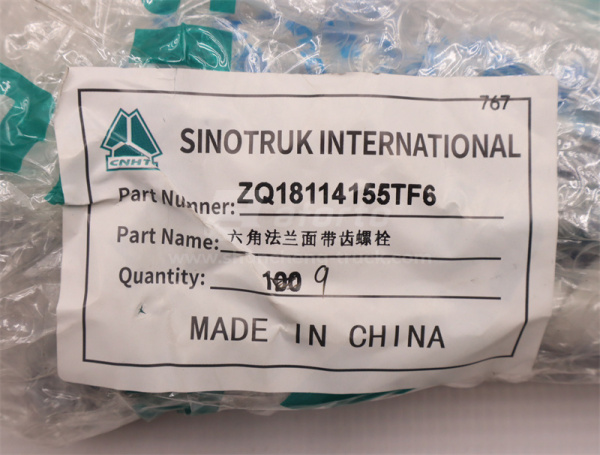 767
CNHTC
SINOTRUK INTERNATIONAL
Part Nunner: ZQ18114155TF6
Part Name: 六角法兰面带齿螺栓
Quantity: 100 9
MADE IN CHINA